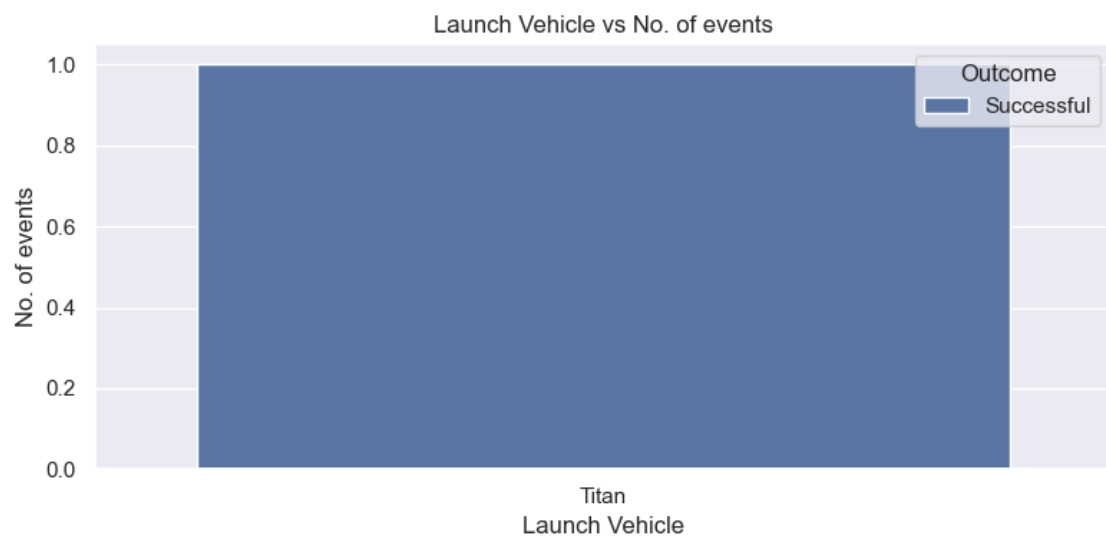 Launch Vehicle vs No. of events
Outcome
Successful
No. of events
1.0
0.8
0.6
0.4
0.2
0.0
Titan
Launch Vehicle